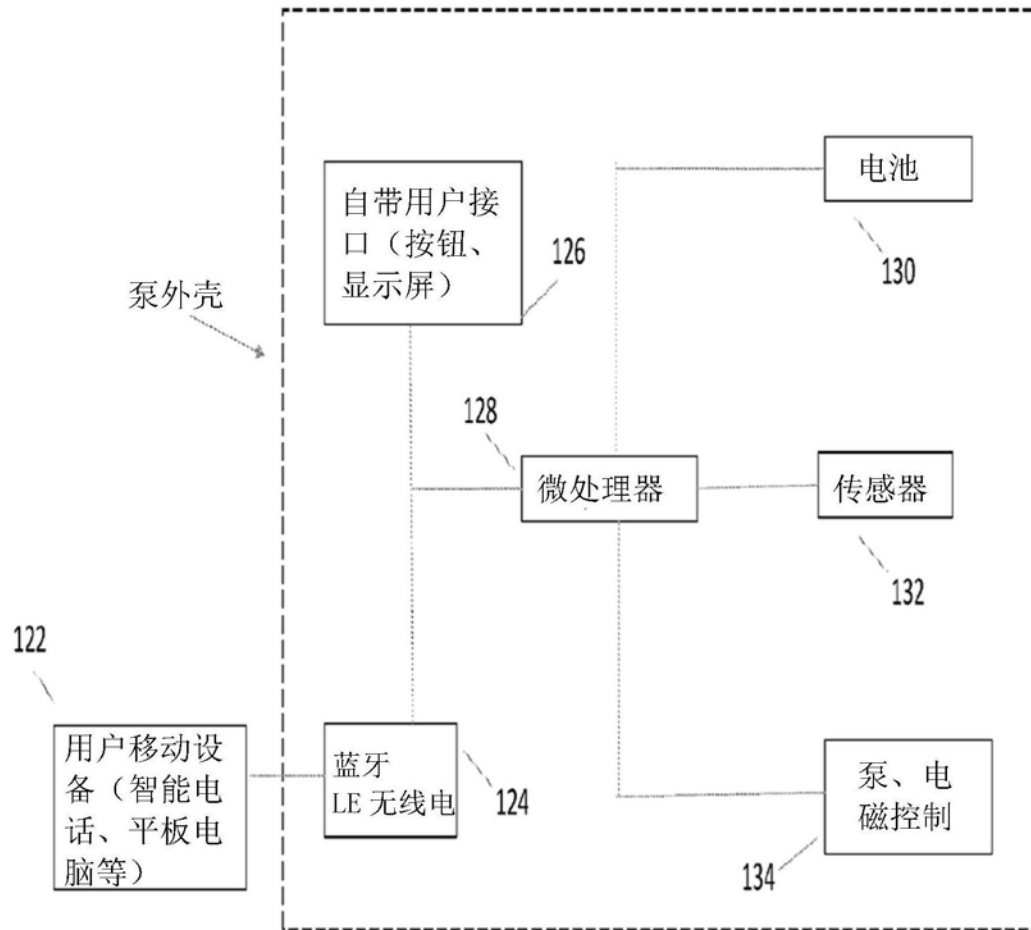 电池
130
自带用户接
口（按钮、
显示屏）
126
泵外壳
128
微处理器
传感器
132
122
用户移动设
备（智能电
话、平板电
脑等）
蓝牙
LE 无线电
124
泵、电
磁控制
134